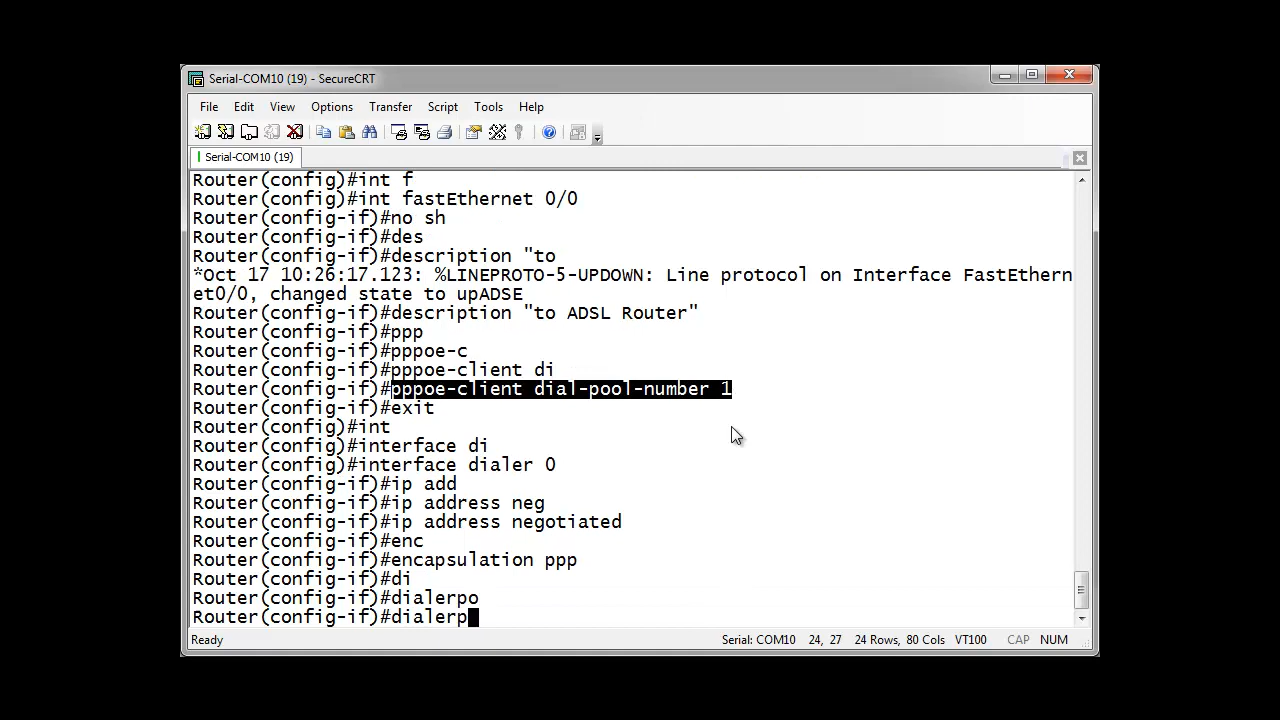 Serial-COM10 (19) - SecureCRT
File Edit View Options Transfer Script Tools Help
Serial-COM10 (19)
Router(config)#int f
Router(config)#int fastEthernet 0/0
Router(config-if)#no sh
Router(config-if)#des
Router(config-if)#description "to
*Oct 17 10:26:17.123: %LINEPROTO-5-UPDOWN: Line protocol on Interface FastEthern
et0/0, changed state to upADSE
Router(config-if)#description "to ADSL Router"
Router(config-if)#ppp
Router(config-if)#pppoe-c
Router(config-if)#pppoe-client di
Router(config-if)#pppoe-client dial-pool-number 1
Router(config-if)#exit
Router(config)#int
Router(config)#interface di
Router(config)#interface dialer 0
Router(config-if)#ip add
Router(config-if)#ip address neg
Router(config-if)#ip address negotiated
Router(config-if)#enc
Router(config-if)#encapsulation ppp
Router(config-if)#di
Router(config-if)#dialerpo
Router(config-if)#dialerp
Ready Serial: COM10 24, 27 24 Rows, 80 Cols VT100 CAP NUM